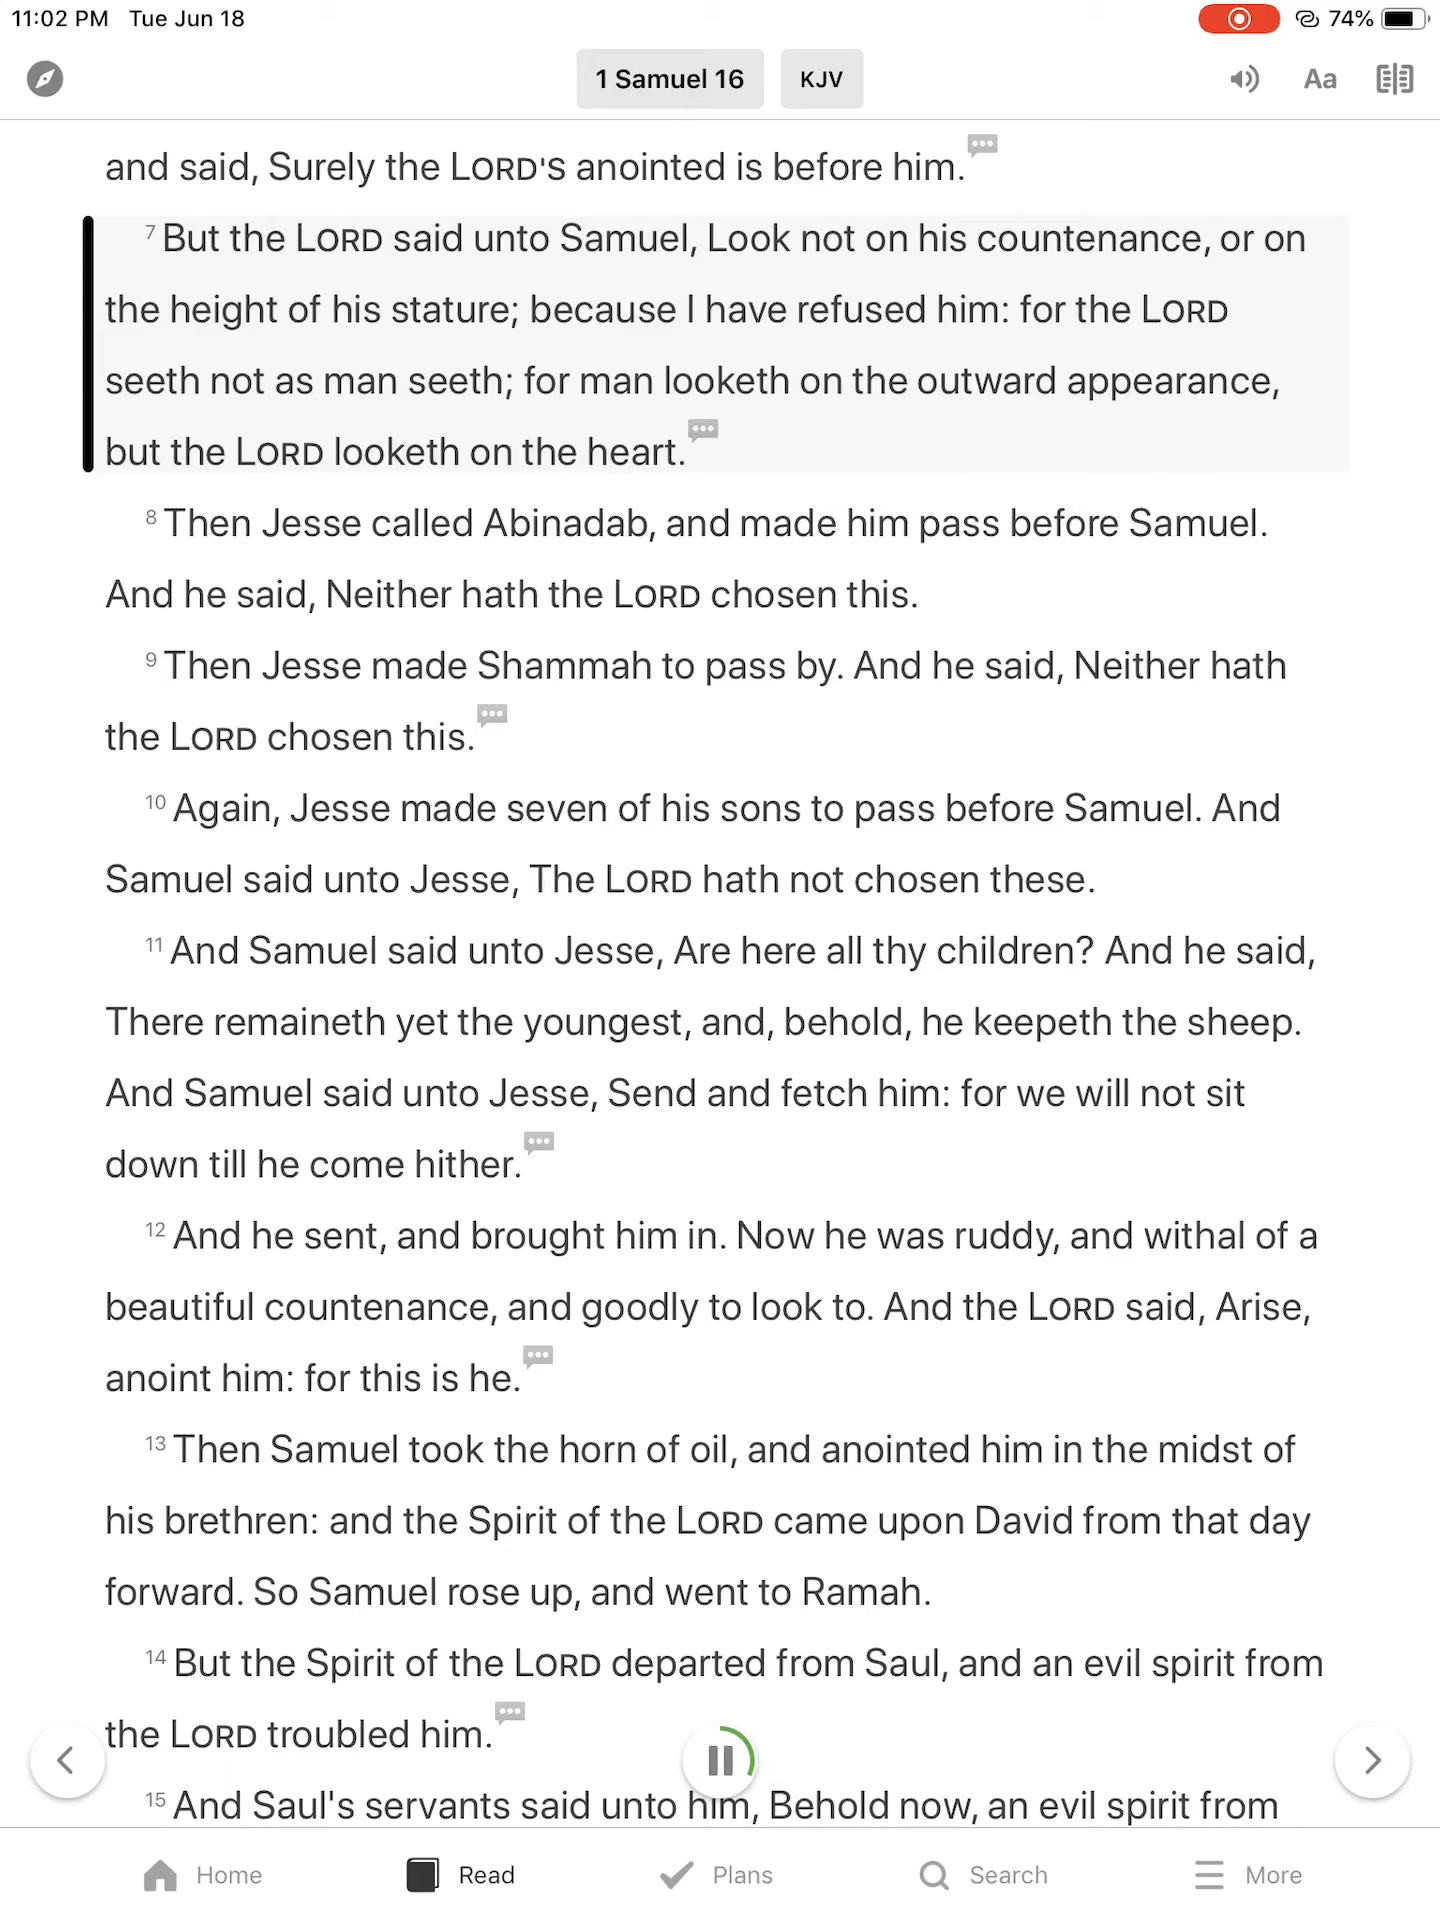 11:02 PM Tue Jun 18 74%
1 Samuel 16 KJV Aa
and said, Surely the LORD'S anointed is before him.
7 But the LORD said unto Samuel, Look not on his countenance, or on
the height of his stature; because I have refused him: for the LORD
seeth not as man seeth; for man looketh on the outward appearance,
but the LORD looketh on the heart.
8 Then Jesse called Abinadab, and made him pass before Samuel.
And he said, Neither hath the LORD chosen this.
9 Then Jesse made Shammah to pass by. And he said, Neither hath
the LORD chosen this.
10 Again, Jesse made seven of his sons to pass before Samuel. And
Samuel said unto Jesse, The LORD hath not chosen these.
11 And Samuel said unto Jesse, Are here all thy children? And he said,
There remaineth yet the youngest, and, behold, he keepeth the sheep.
And Samuel said unto Jesse, Send and fetch him: for we will not sit
down till he come hither.
12 And he sent, and brought him in. Now he was ruddy, and withal of a
beautiful countenance, and goodly to look to. And the LORD said, Arise,
anoint him: for this is he.
13 Then Samuel took the horn of oil, and anointed him in the midst of
his brethren: and the Spirit of the LORD came upon David from that day
forward. So Samuel rose up, and went to Ramah.
14 But the Spirit of the LORD departed from Saul, and an evil spirit from
the LORD troubled him.
15 And Saul's servants said unto him, Behold now, an evil spirit from
Home Read Plans Search More